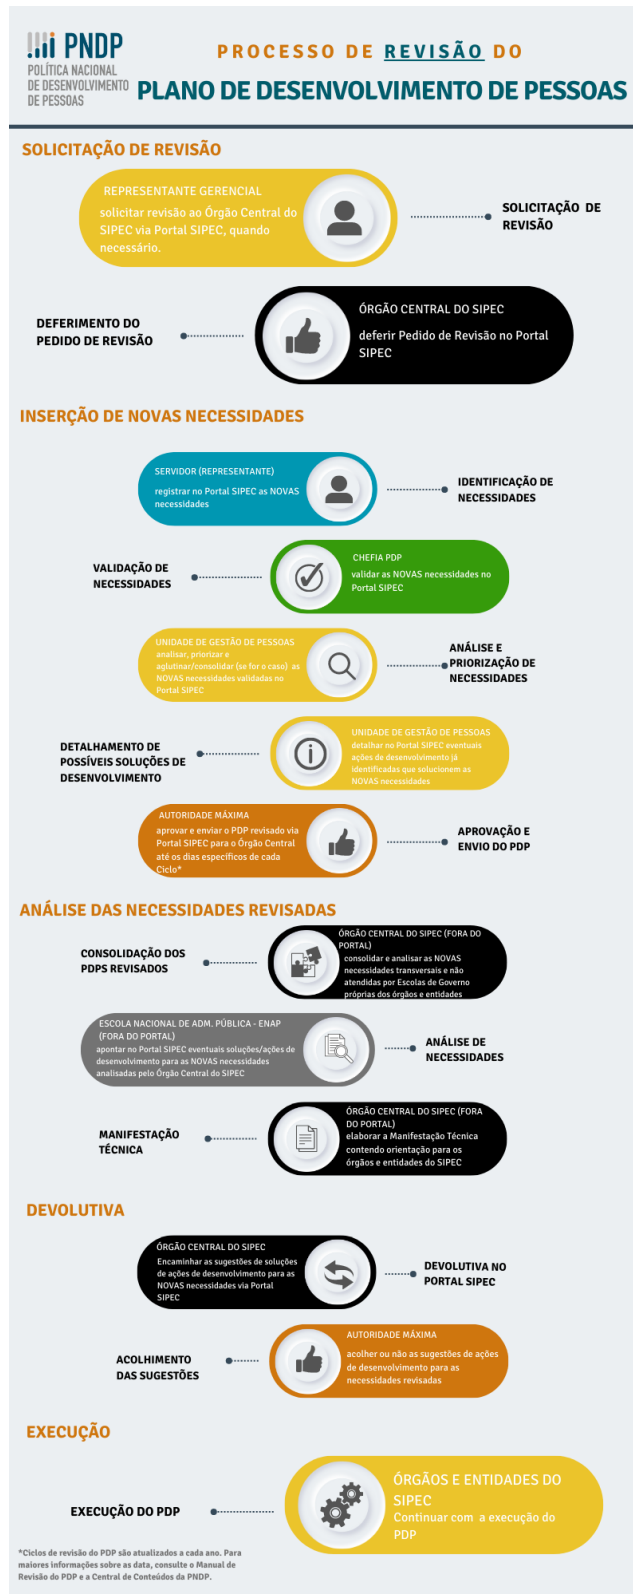 PNDP
POLÍTICA NACIONAL
DE DESENVOLVIMENTO
DE PESSOAS
PROCESSO DE REVISÃO DO
PLANO DE DESENVOLVIMENTO DE PESSOAS
SOLICITAÇÃO DE REVISÃO
REPRESENTANTE GERENCIAL
solicitar revisão ao Órgão Central do
SIPEC via Portal SIPEC, quando
necessário.
SOLICITAÇÃO DE
REVISÃO
DEFERIMENTO DO
PEDIDO DE REVISÃO
ÓRGÃO CENTRAL DO SIPEC
deferir Pedido de Revisão no Portal
SIPEC
INSERÇÃO DE NOVAS NECESSIDADES
SERVIDOR (REPRESENTANTE)
registrar no Portal SIPEC as NOVAS
necessidades
IDENTIFICAÇÃO DE
NECESSIDADES
VALIDAÇÃO DE
NECESSIDADES
CHEFIA PDP
validar as NOVAS necessidades no
Portal SIPEC
UNIDADE DE GESTÃO DE PESSOAS
analisar, priorizar e
aglutinar/consolidar (se for o caso) as
NOVAS necessidades validadas no
Portal SIPEC
ANÁLISE E
PRIORIZAÇÃO DE
NECESSIDADES
DETALHAMENTO DE
POSSÍVEIS SOLUÇÕES DE
DESENVOLVIMENTO
UNIDADE DE GESTÃO DE PESSOAS
detalhar no Portal SIPEC eventuais
ações de desenvolvimento já
identificadas que solucionem as
NOVAS necessidades
AUTORIDADE MÁXIMA
aprovar e enviar o PDP revisado via
Portal SIPEC para o Órgão Central
até os dias específicos de cada
Ciclo*
APROVAÇÃO E
ENVIO DO PDP
ANÁLISE DAS NECESSIDADES REVISADAS
CONSOLIDAÇÃO DOS
PDPS REVISADOS
ÓRGÃO CENTRAL DO SIPEC (FORA DO
PORTAL)
consolidar e analisar as NOVAS
necessidades transversais e não
atendidas por Escolas de Governo
próprias dos órgãos e entidades
ESCOLA NACIONAL DE ADM. PÚBLICA - ENAP
(FORA DO PORTAL)
apontar no Portal SIPEC eventuais soluções/ações de
desenvolvimento para as NOVAS necessidades
analisadas pelo Órgão Central do SIPEC
ANÁLISE DE
NECESSIDADES
MANIFESTAÇÃO
TÉCNICA
ÓRGÃO CENTRAL DO SIPEC (FORA
DO PORTAL)
elaborar a Manifestação Técnica
contendo orientação para os
órgãos e entidades do SIPEC
DEVOLUTIVA
ÓRGÃO CENTRAL DO SIPEC
Encaminhar as sugestões de soluções
de ações de desenvolvimento para as
NOVAS necessidades via Portal
SIPEC
DEVOLUTIVA NO
PORTAL SIPEC
ACOLHIMENTO
DAS SUGESTÕES
AUTORIDADE MÁXIMA
acolher ou não as sugestões de ações
de desenvolvimento para as
necessidades revisadas
EXECUÇÃO
EXECUÇÃO DO PDP
ÓRGÃOS E ENTIDADES DO
SIPEC
Continuar com a execução do
PDP
*Ciclos de revisão do PDP são atualizados a cada ano. Para
maiores informações sobre as data, consulte o Manual de
Revisão do PDP e a Central de Conteúdos da PNDP.